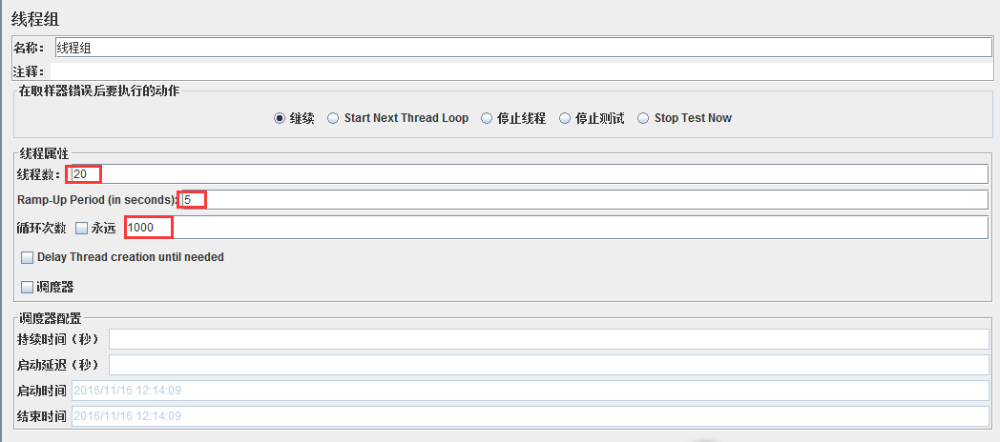 线程组
名称： 线程组
注释：
在取样器错误后要执行的动作
继续 Start Next Thread Loop 停止线程 停止测试 Stop Test Now
线程属性
线程数： 20
Ramp-Up Period (in seconds): 5
循环次数 永远 1000
Delay Thread creation until needed
调度器
调度器配置
持续时间（秒）
启动延迟（秒）
启动时间 2016/11/16 12:14:09
结束时间 2016/11/16 12:14:09